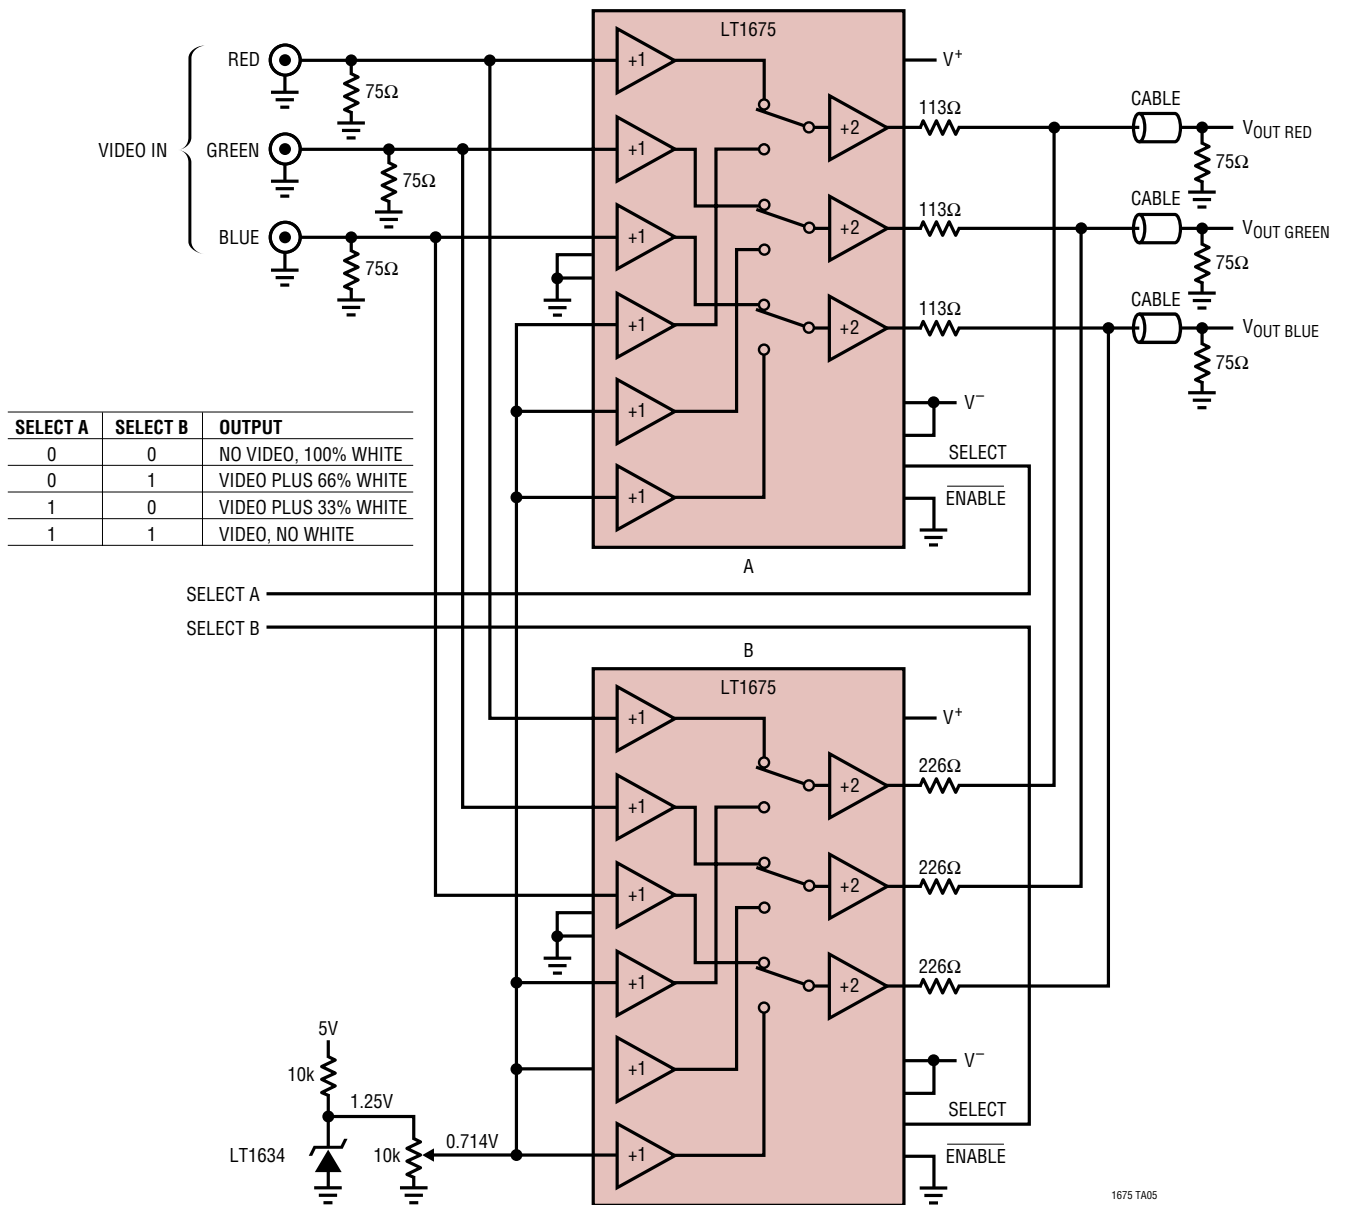 LT1675
RED
+1
V+
75Ω
113Ω
CABLE
+2
VOUT RED
75Ω
VIDEO IN
GREEN
+1
75Ω
CABLE
113Ω
+2
VOUT GREEN
75Ω
BLUE
+1
75Ω
CABLE
113Ω
+1
+2
VOUT BLUE
75Ω
+1
V−
SELECT A SELECT B OUTPUT
0 0 NO VIDEO, 100% WHITE
0 1 VIDEO PLUS 66% WHITE
1 0 VIDEO PLUS 33% WHITE
1 1 VIDEO, NO WHITE
SELECT
+1
ENABLE
A
SELECT A
SELECT B
B
LT1675
+1
V+
226Ω
+2
+1
226Ω
+2
+1
226Ω
+1
+2
5V
10k
+1
V−
1.25V
SELECT
LT1634
10k
0.714V
+1
ENABLE
1675 TA05